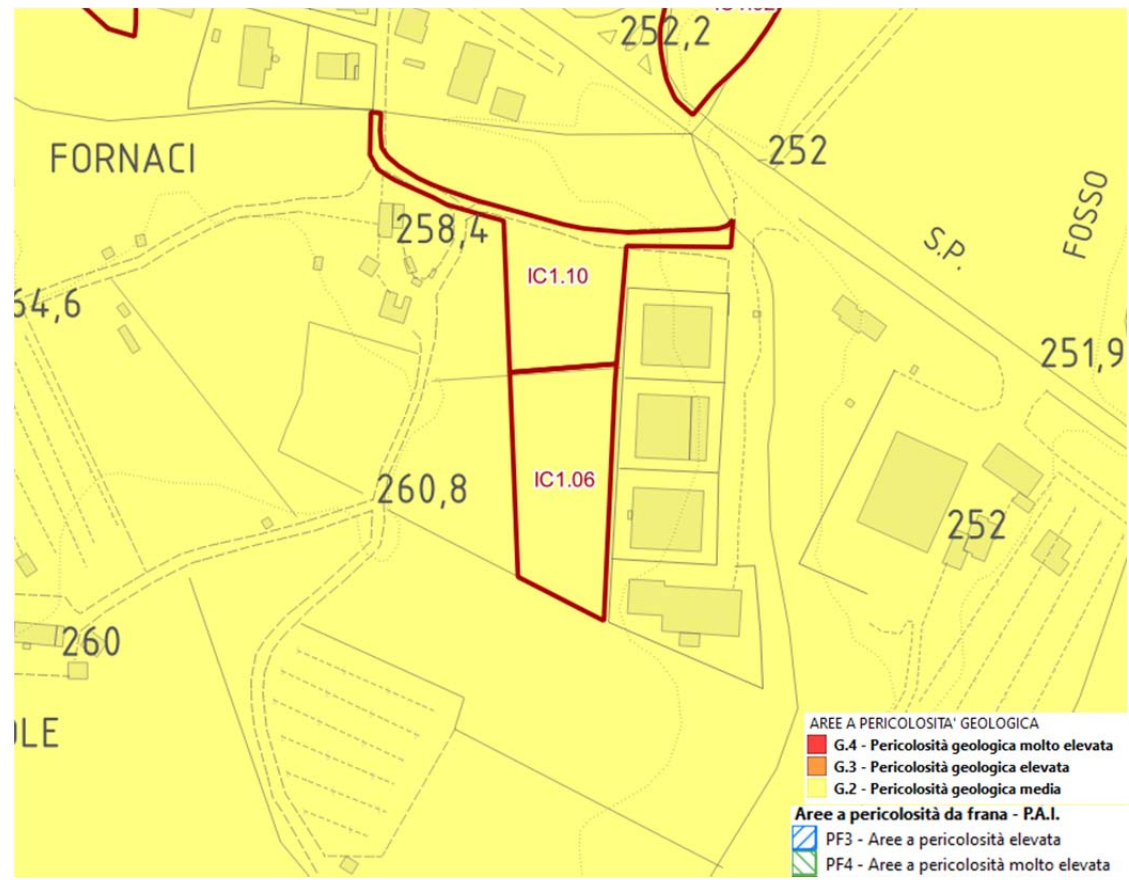 252,2
FORNACI
252
FOSSO
258,4
S.P.
IC1.10
64,6
251,9
IC1.06
260,8
252
260
OLE
AREE A PERICOLOSITA' GEOLOGICA
G.4 - Pericolosità geologica molto elevata
G.3 - Pericolosità geologica elevata
G.2 - Pericolosità geologica media
Aree a pericolosità da frana - P.A.I.
PF3 - Aree a pericolosità elevata
PF4 - Aree a pericolosità molto elevata